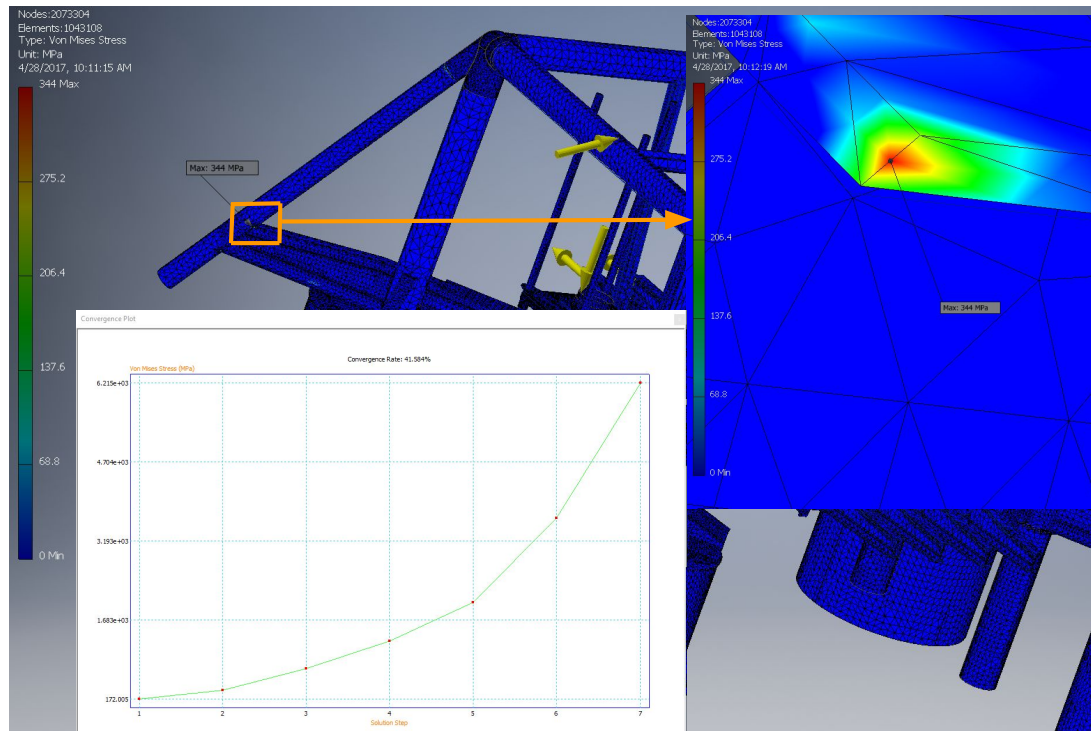 Nodes:2073304
Elements:1043108
Type: Von Mises Stress
Unit: MPa
4/28/2017, 10:11:15 AM
344 Max
275.2
206.4
137.6
68.8
0 Min
Max: 344 MPa
Nodes:2073304
Elements:1043108
Type: Von Mises Stress
Unit: MPa
4/28/2017, 10:12:19 AM
344 Max
275.2
206.4
137.6
68.8
0 Min
Max: 344 MPa
Convergence Plot
Convergence Rate: 41.584%
Von Mises Stress (MPa)
6.215e+03
4.704e+03
3.193e+03
1.683e+03
172.005
1 2 3 4 5 6 7
Solution Step